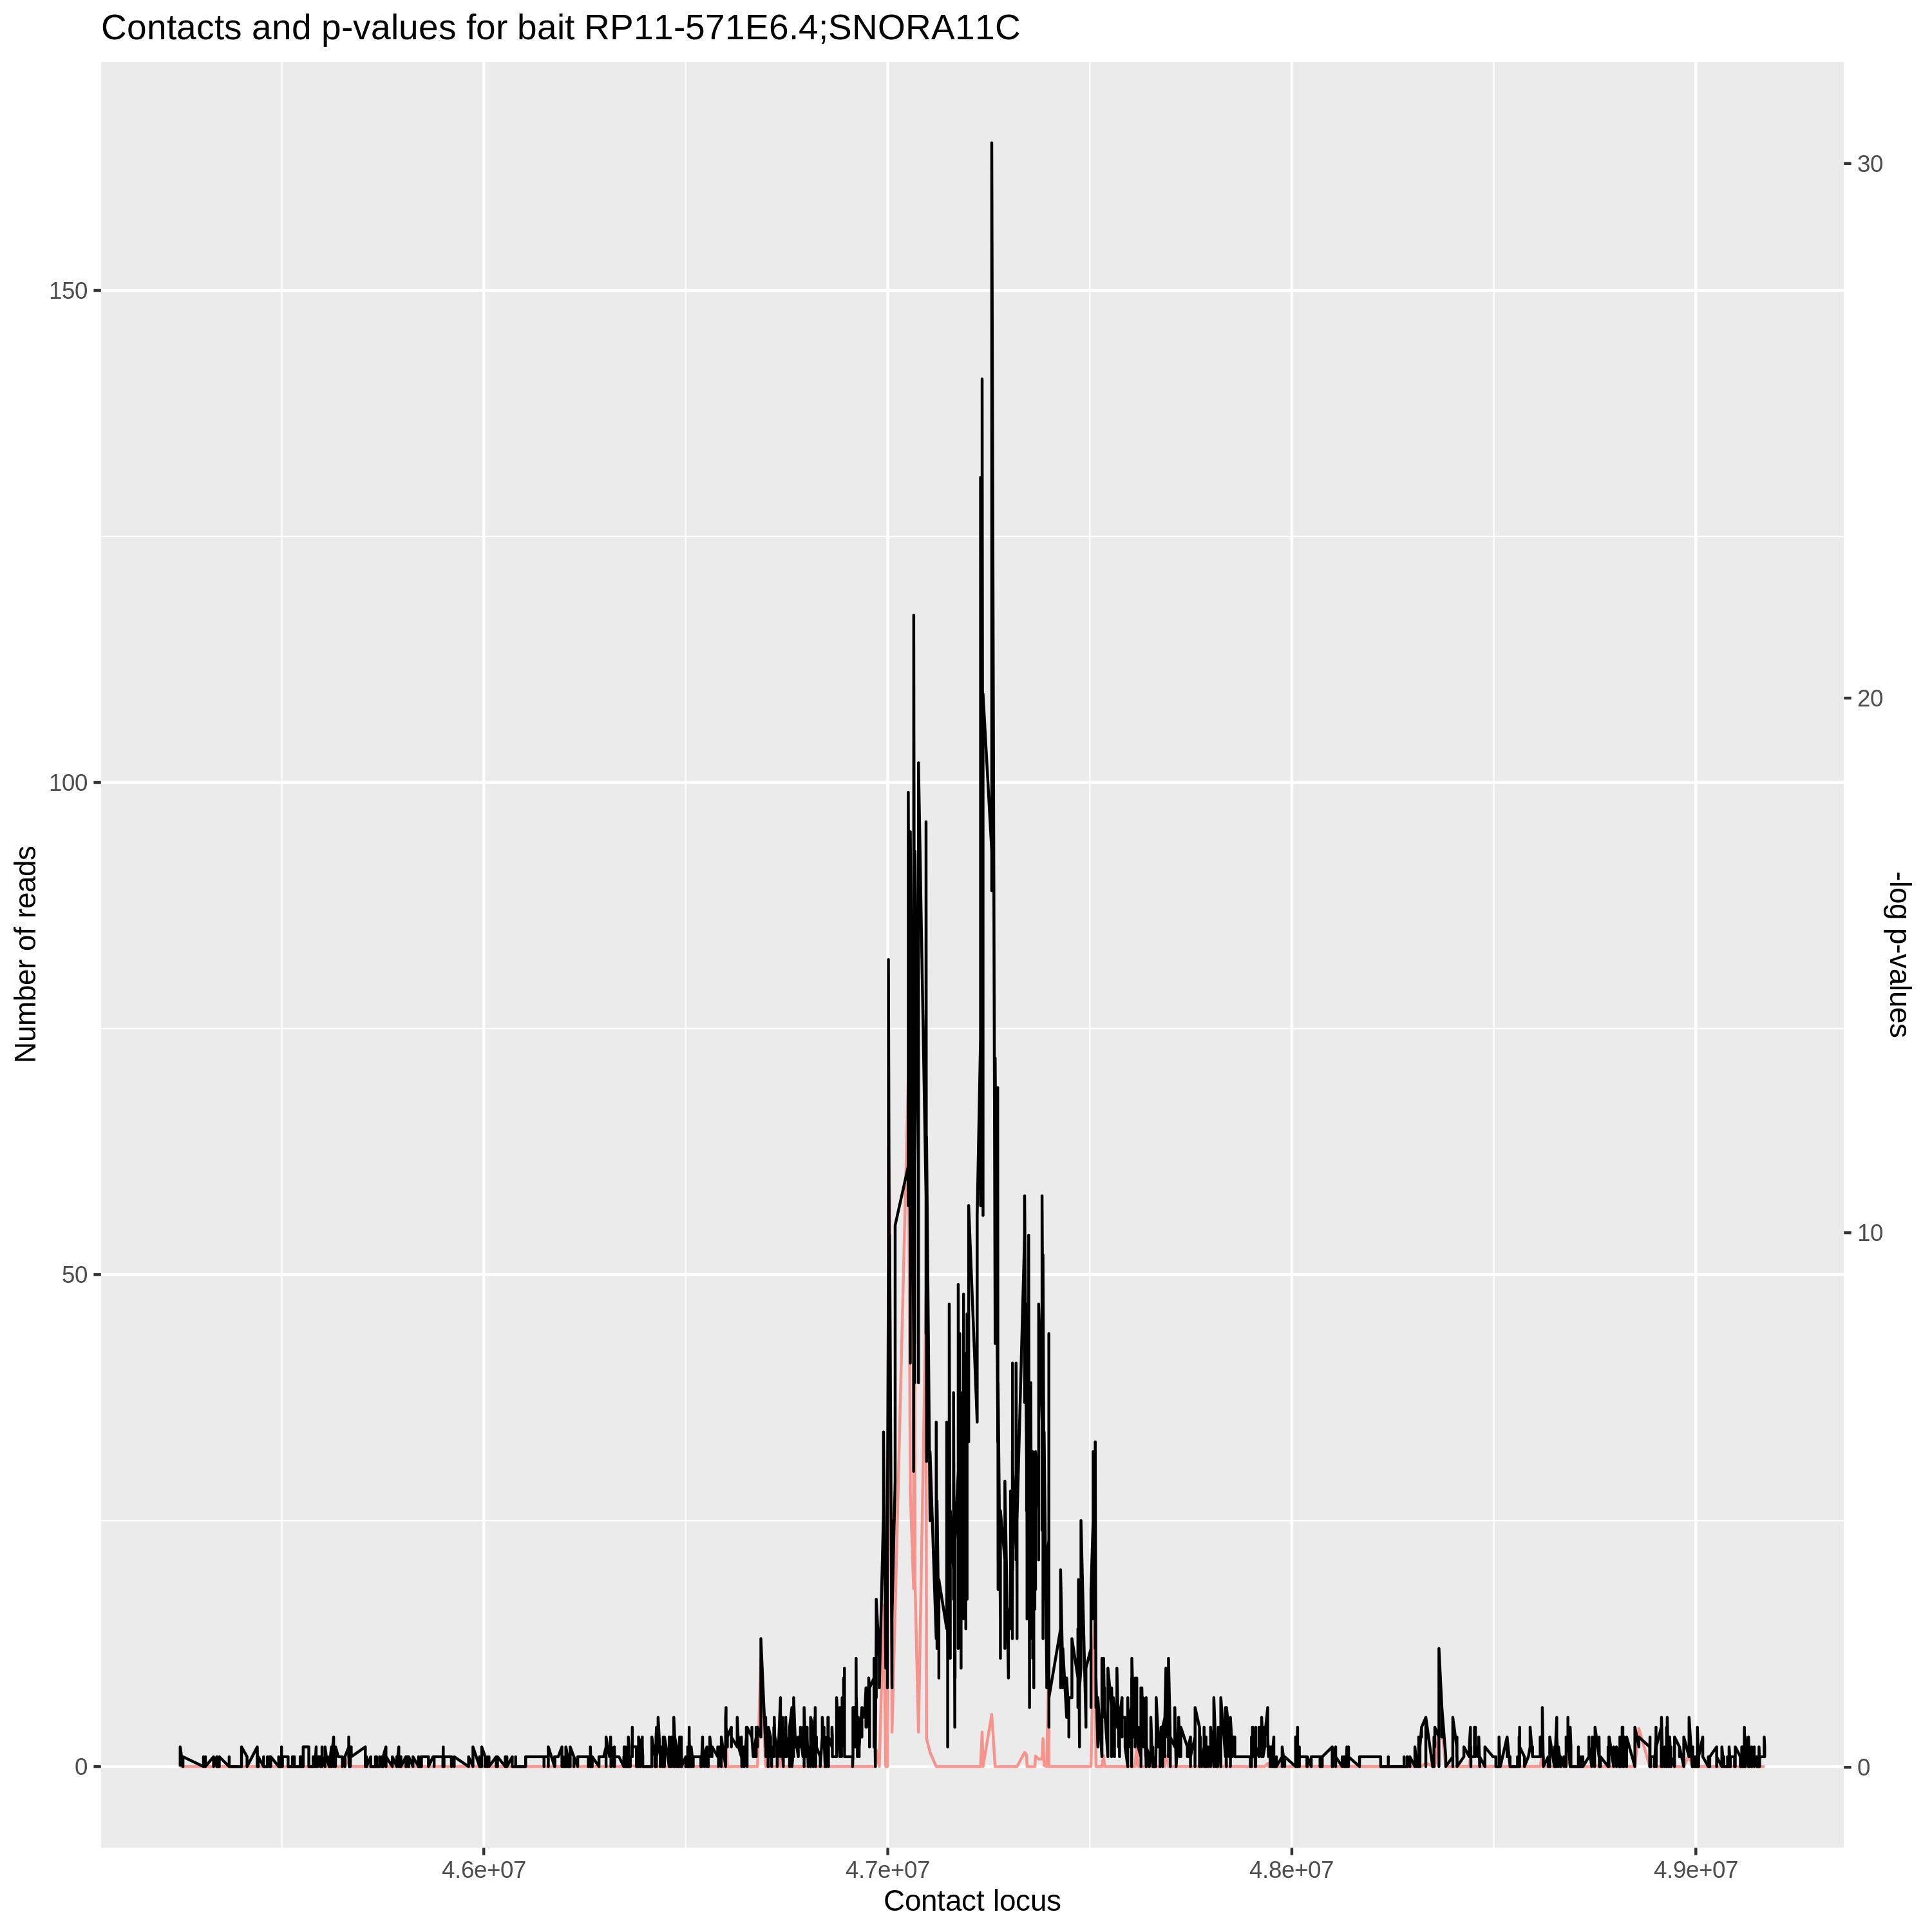 Contacts and p-values for bait RP11-571E6.4;SNORA11C
150
100
50
0
Number of reads
30
20
10
0
-log p-values
4.6e+07
4.7e+07
4.8e+07
4.9e+07
Contact locus